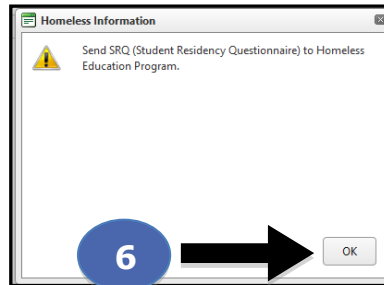 Homeless Information
Send SRQ (Student Residency Questionnaire) to Homeless
Education Program.
6
OK